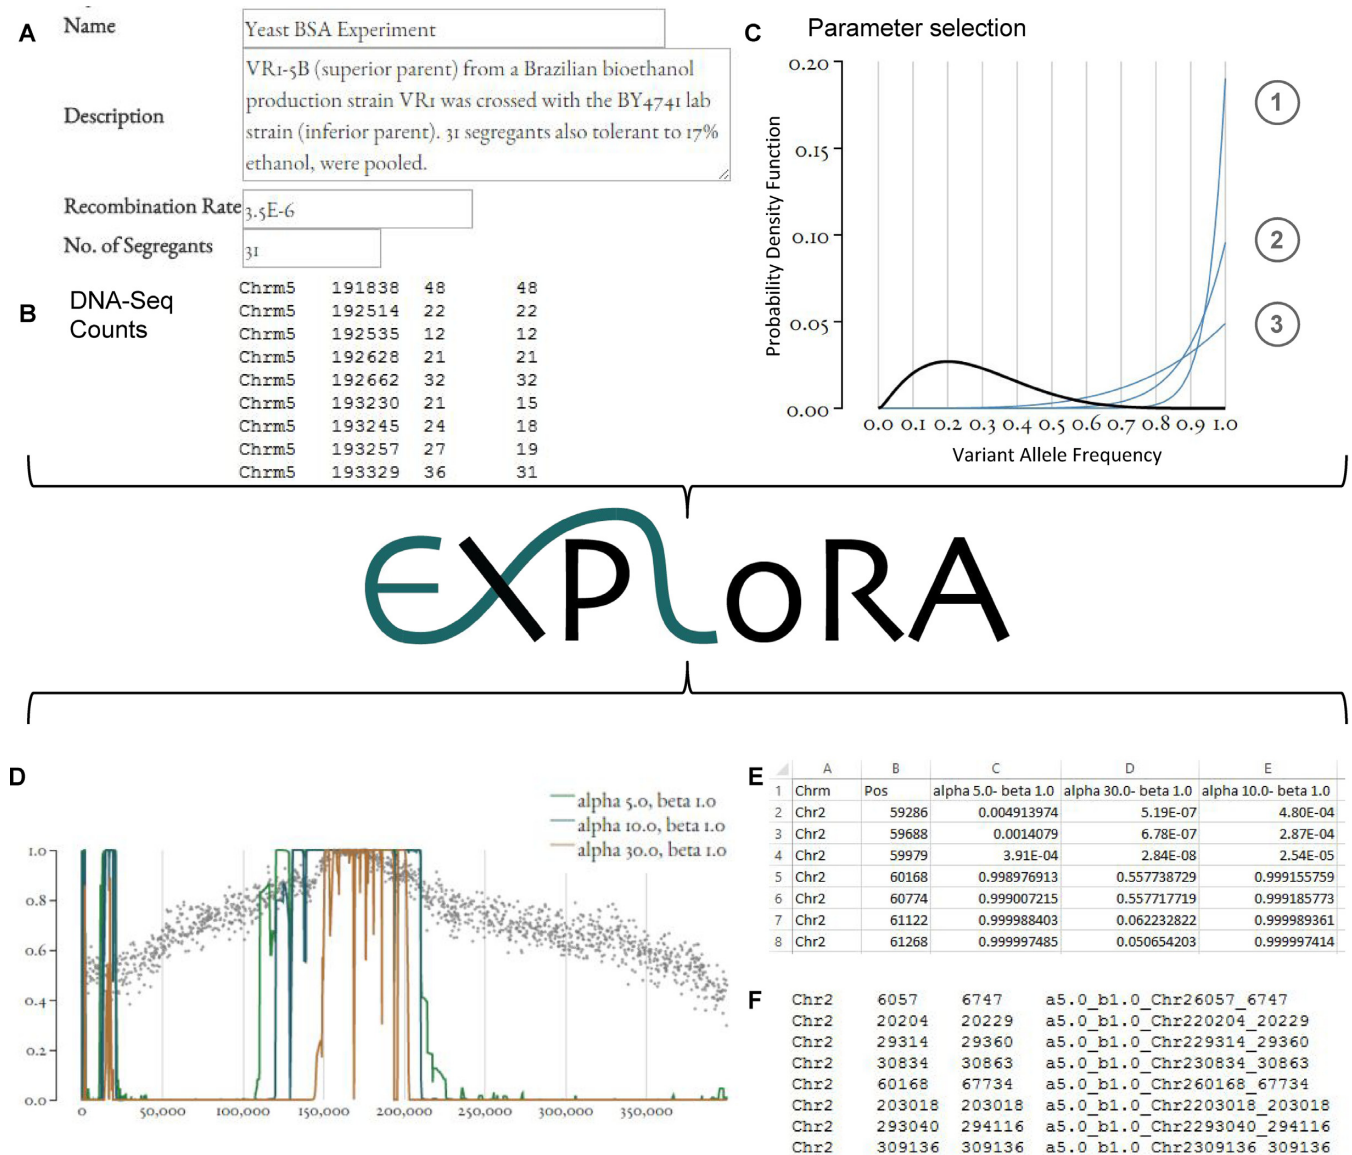 A
Name
Yeast BSA Experiment
Description
VR1-5B (superior parent) from a Brazilian bioethanol
production strain VR1 was crossed with the BY4741 lab
strain (inferior parent). 31 segregants also tolerant to 17%
ethanol, were pooled.
Recombination Rate
3.5E-6
No. of Segregants
31
B
DNA-Seq
Counts
Chrm5 191838 48 48
Chrm5 192514 22 22
Chrm5 192535 12 12
Chrm5 192628 21 21
Chrm5 192662 32 32
Chrm5 193230 21 15
Chrm5 193245 24 18
Chrm5 193257 27 19
Chrm5 193329 36 31
C
Parameter selection
Probability Density Function
0.20
0.15
0.10
0.05
0.00
0.0 0.1 0.2 0.3 0.4 0.5 0.6 0.7 0.8 0.9 1.0
Variant Allele Frequency
1
2
3
EXPLoRA
D
alpha 5.0, beta 1.0
alpha 10.0, beta 1.0
alpha 30.0, beta 1.0
1.0
0.8
0.6
0.4
0.2
0.0
0 50,000 100,000 150,000 200,000 250,000 300,000 350,000
E
A B C D E
1 Chrm Pos alpha 5.0- beta 1.0 alpha 30.0- beta 1.0 alpha 10.0- beta 1.0
2 Chr2 59286 0.004913974 5.19E-07 4.80E-04
3 Chr2 59688 0.0014079 6.78E-07 2.87E-04
4 Chr2 59979 3.91E-04 2.84E-08 2.54E-05
5 Chr2 60168 0.998976913 0.557738729 0.999155759
6 Chr2 60774 0.999007215 0.557717719 0.999185773
7 Chr2 61122 0.999988403 0.062232822 0.999989361
8 Chr2 61268 0.999997485 0.050654203 0.999997414
F
Chr2 6057 6747 a5.0_b1.0_Chr26057_6747
Chr2 20204 20229 a5.0_b1.0_Chr220204_20229
Chr2 29314 29360 a5.0_b1.0_Chr229314_29360
Chr2 30834 30863 a5.0_b1.0_Chr230834_30863
Chr2 60168 67734 a5.0_b1.0_Chr260168_67734
Chr2 203018 203018 a5.0_b1.0_Chr2203018_203018
Chr2 293040 294116 a5.0_b1.0_Chr2293040_294116
Chr2 309136 309136 a5.0_b1.0_Chr2309136 309136